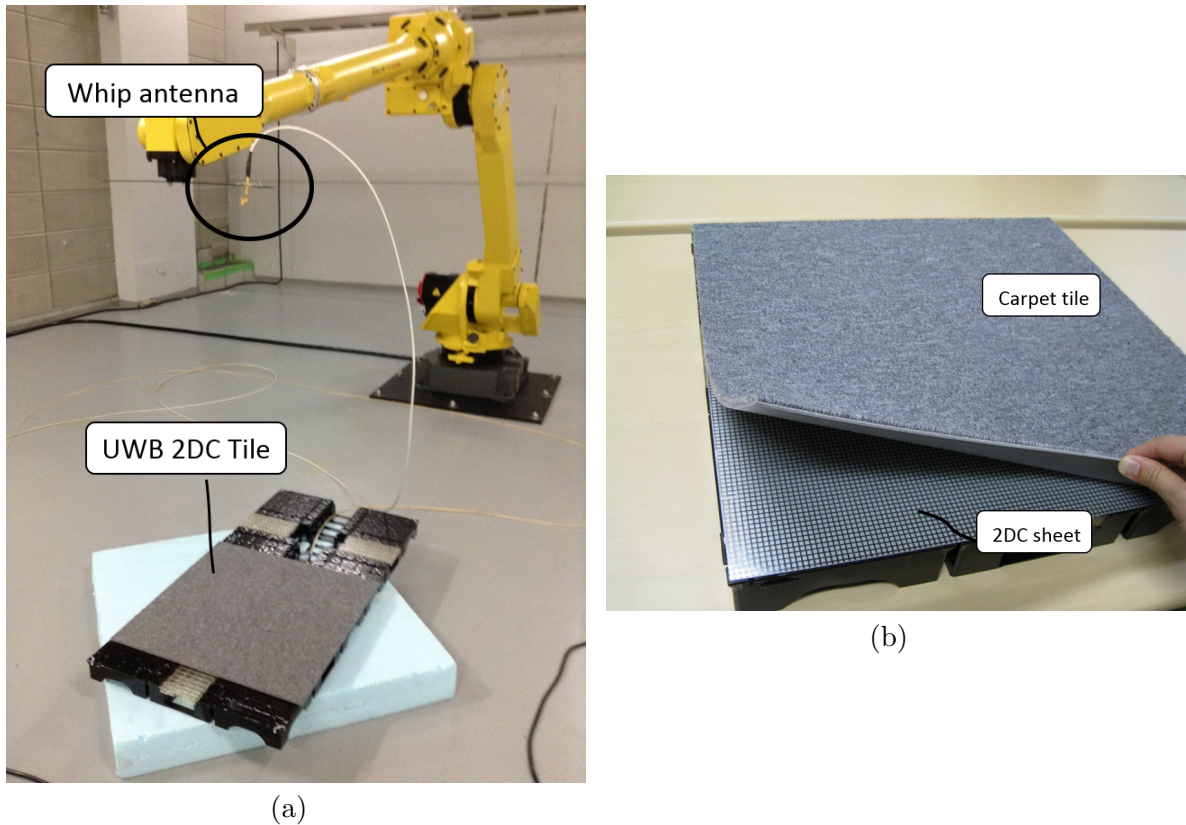 Whip antenna
UWB 2DC Tile
(a)
Carpet tile
2DC sheet
(b)